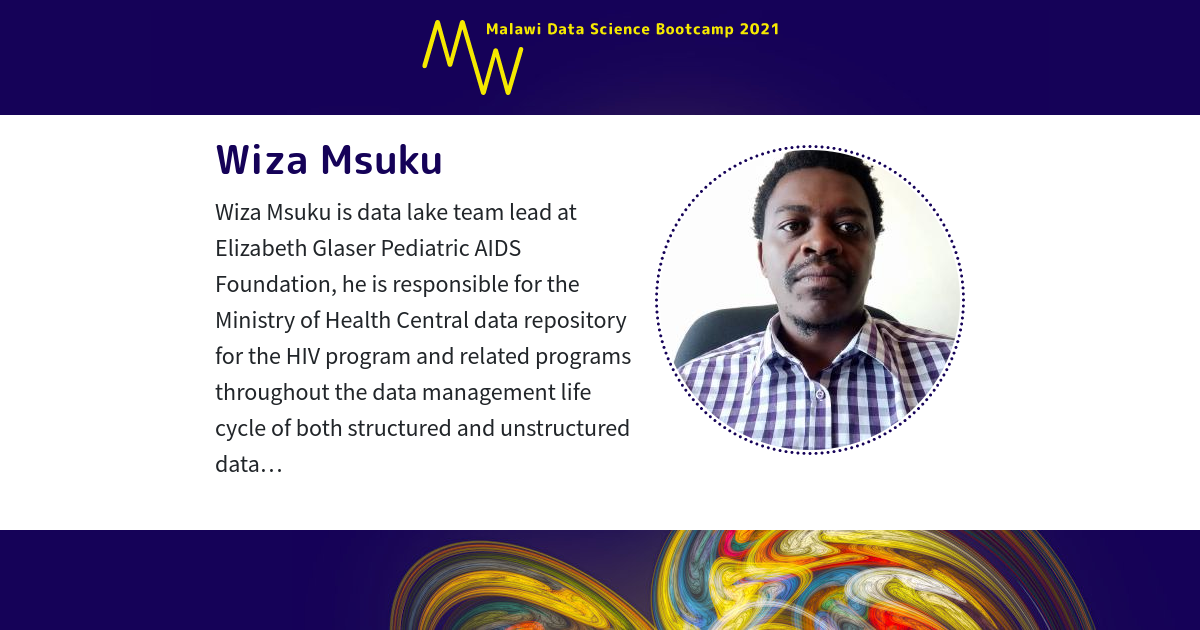 MW
Malawi Data Science Bootcamp 2021
Wiza Msuku
Wiza Msuku is data lake team lead at
Elizabeth Glaser Pediatric AIDS
Foundation, he is responsible for the
Ministry of Health Central data repository
for the HIV program and related programs
throughout the data management life
cycle of both structured and unstructured
data…